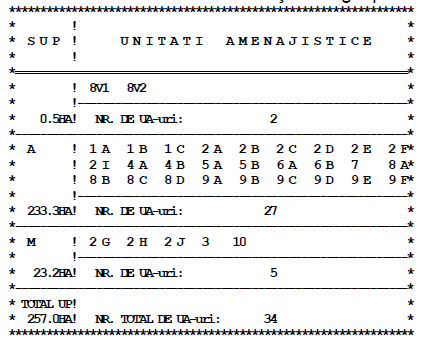 *********************************************************
* ! *
* S U P ! U N I T A T I A M E N A J I S T I C E *
* ! *
*=======================================================*
* ! 8V1 8V2 *
* !-----------------------------------------------*
* 0.5HA! NR. DE UA-uri: 2 *
*-------------------------------------------------------*
* A ! 1 A 1 B 1 C 2 A 2 B 2 C 2 D 2 E 2 F*
* ! 2 I 4 A 4 B 5 A 5 B 6 A 6 B 7 8 A*
* ! 8 B 8 C 8 D 9 A 9 B 9 C 9 D 9 E 9 F*
* !-----------------------------------------------*
* 233.3HA! NR. DE UA-uri: 27 *
*-------------------------------------------------------*
* M ! 2 G 2 H 2 J 3 10 *
* !-----------------------------------------------*
* 23.2HA! NR. DE UA-uri: 5 *
*-------------------------------------------------------*
* TOTAL UP! *
* 257.0HA! NR. TOTAL DE UA-uri: 34 *
*********************************************************